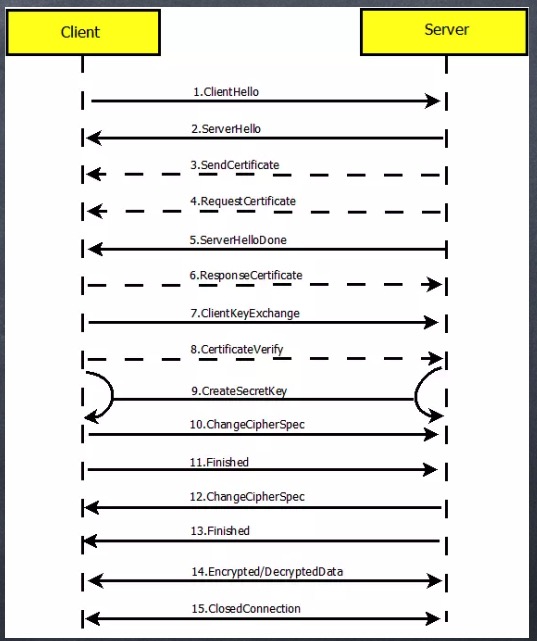 Client
Server
1.ClientHello
2.ServerHello
3.SendCertificate
4.RequestCertificate
5.ServerHelloDone
6.ResponseCertificate
7.ClientKeyExchange
8.CertificateVerify
9.CreateSecretKey
10.ChangeCipherSpec
11.Finished
12.ChangeCipherSpec
13.Finished
14.Encrypted/DecryptedData
15.ClosedConnection